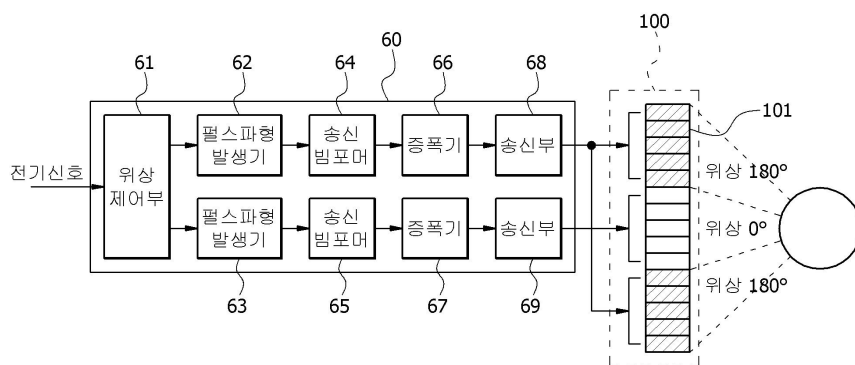 100
61
62
64
60
66
68
101
전기신호
위상
제어부
펄스파형
발생기
송신
빔포머
증폭기
송신부
위상 180°
위상 0°
펄스파형
발생기
송신
빔포머
증폭기
송신부
위상 180°
63
65
67
69